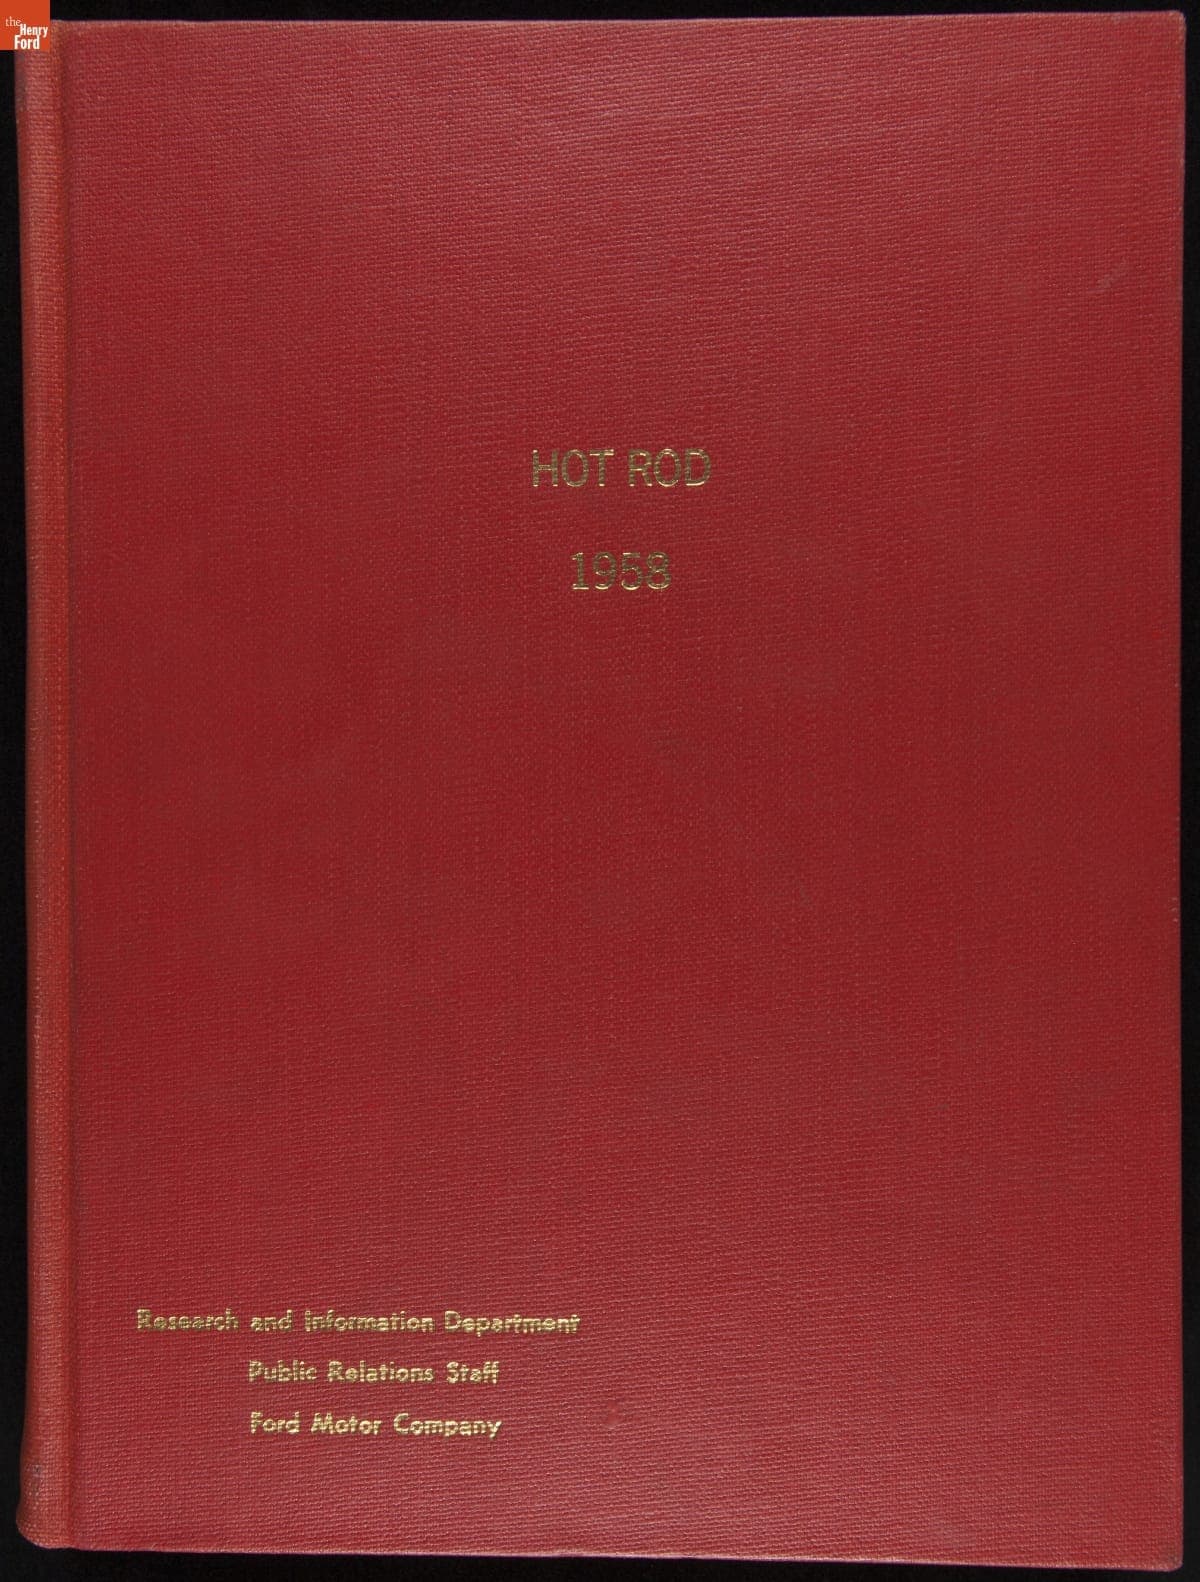 the
Henry
Ford
HOT ROD
1958
Research and Information Department
Public Relations Staff
Ford Motor Company